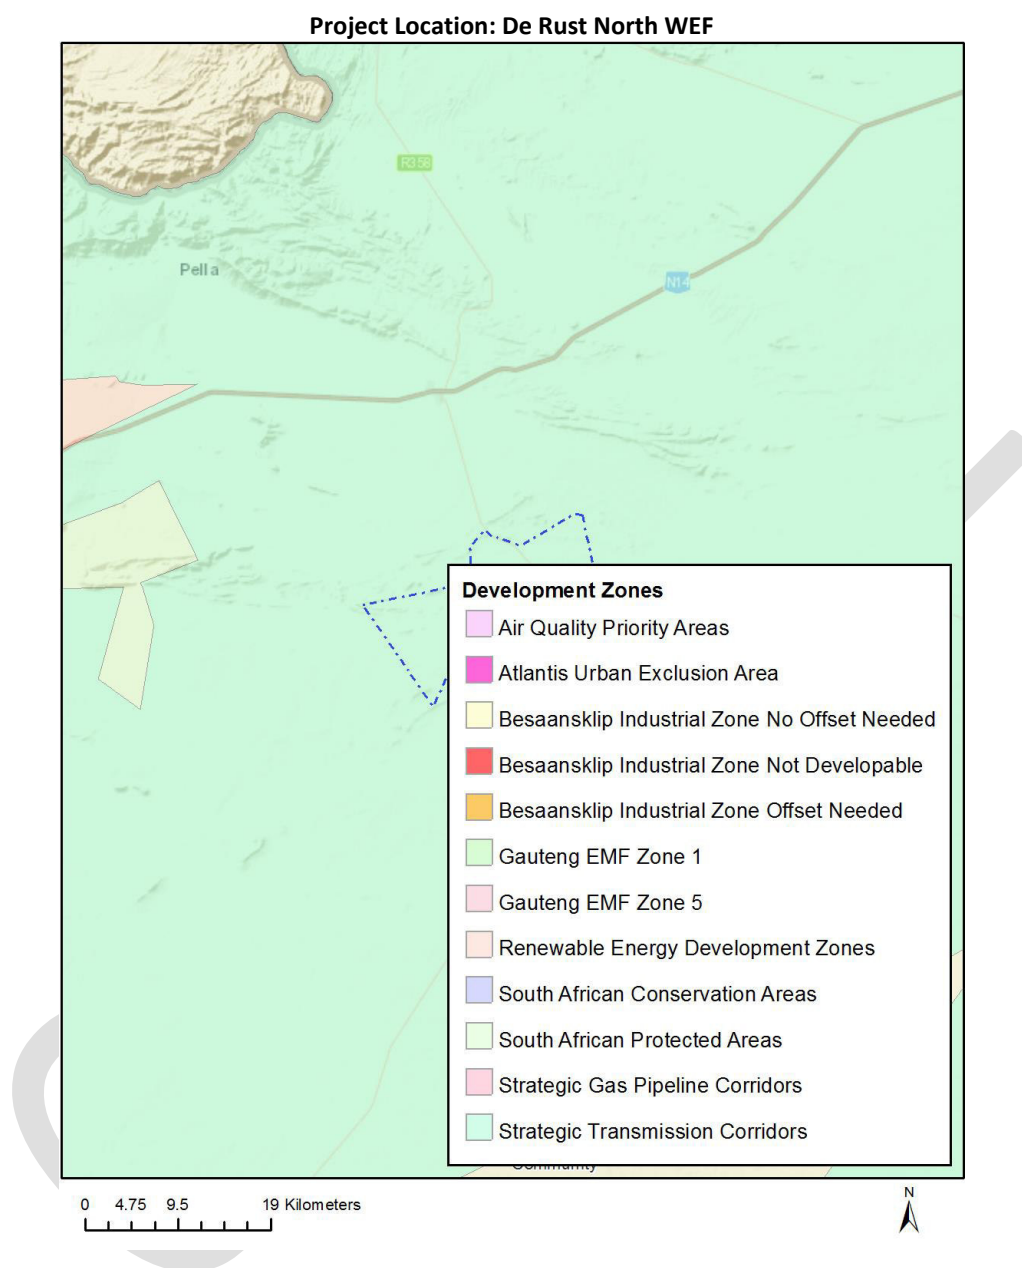 Project Location: De Rust North WEF
R358
Pella
N14
Development Zones
Air Quality Priority Areas
Atlantis Urban Exclusion Area
Besaansklip Industrial Zone No Offset Needed
Besaansklip Industrial Zone Not Developable
Besaansklip Industrial Zone Offset Needed
Gauteng EMF Zone 1
Gauteng EMF Zone 5
Renewable Energy Development Zones
South African Conservation Areas
South African Protected Areas
Strategic Gas Pipeline Corridors
Strategic Transmission Corridors
Community
0 4.75 9.5 19 Kilometers
N